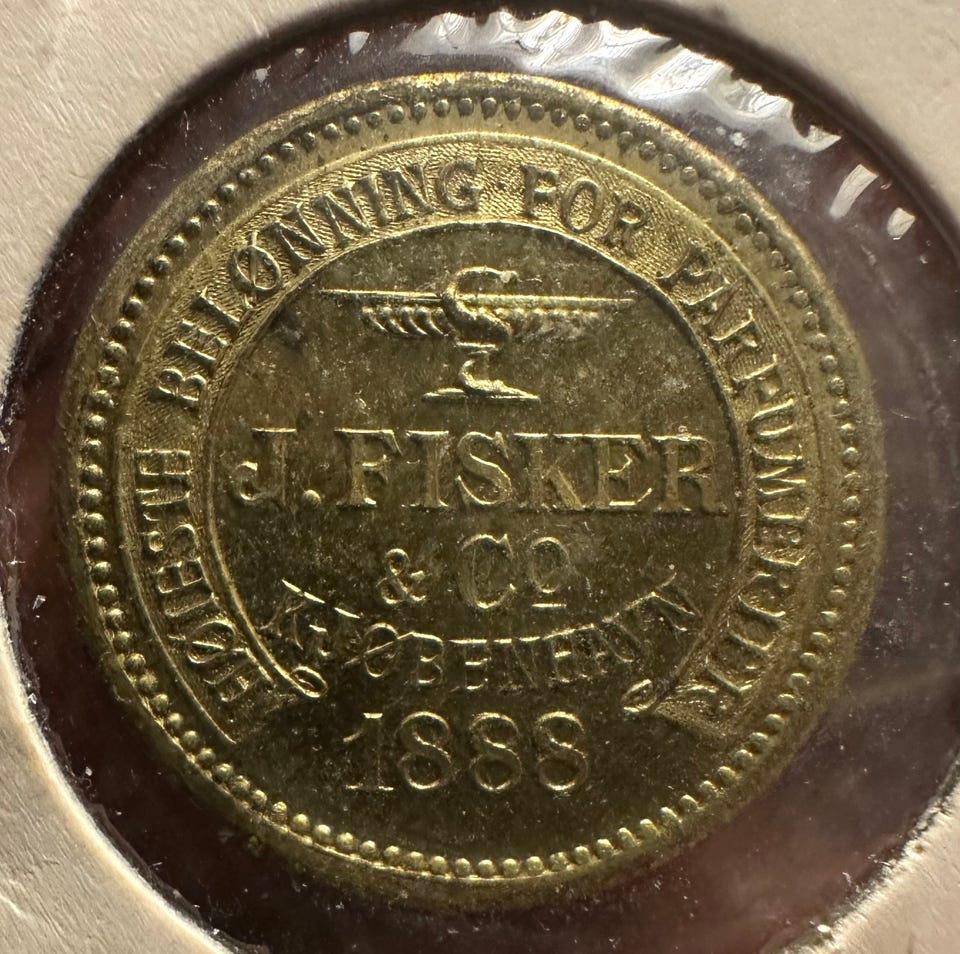 HØIESTE BELØNNING FOR PARFUMERIER
J. FISKER
& Cº
KJØBENHAVN
1888